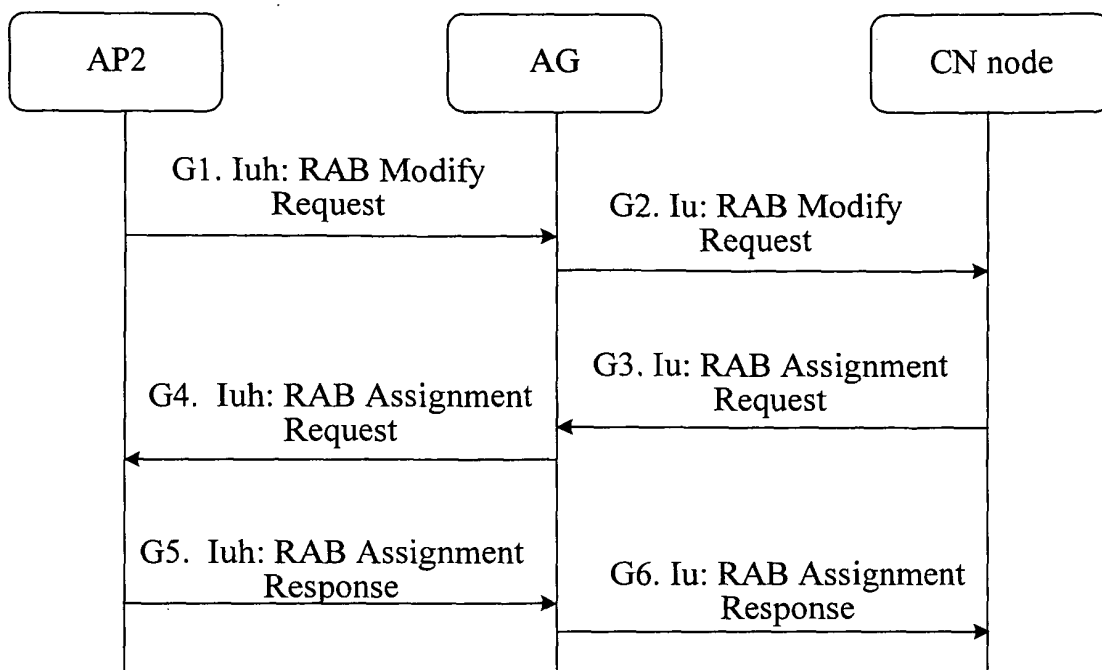 AP2
AG
CN node
G1. Iuh: RAB Modify
Request
G2. Iu: RAB Modify
Request
G3. Iu: RAB Assignment
Request
G4. Iuh: RAB Assignment
Request
G5. Iuh: RAB Assignment
Response
G6. Iu: RAB Assignment
Response